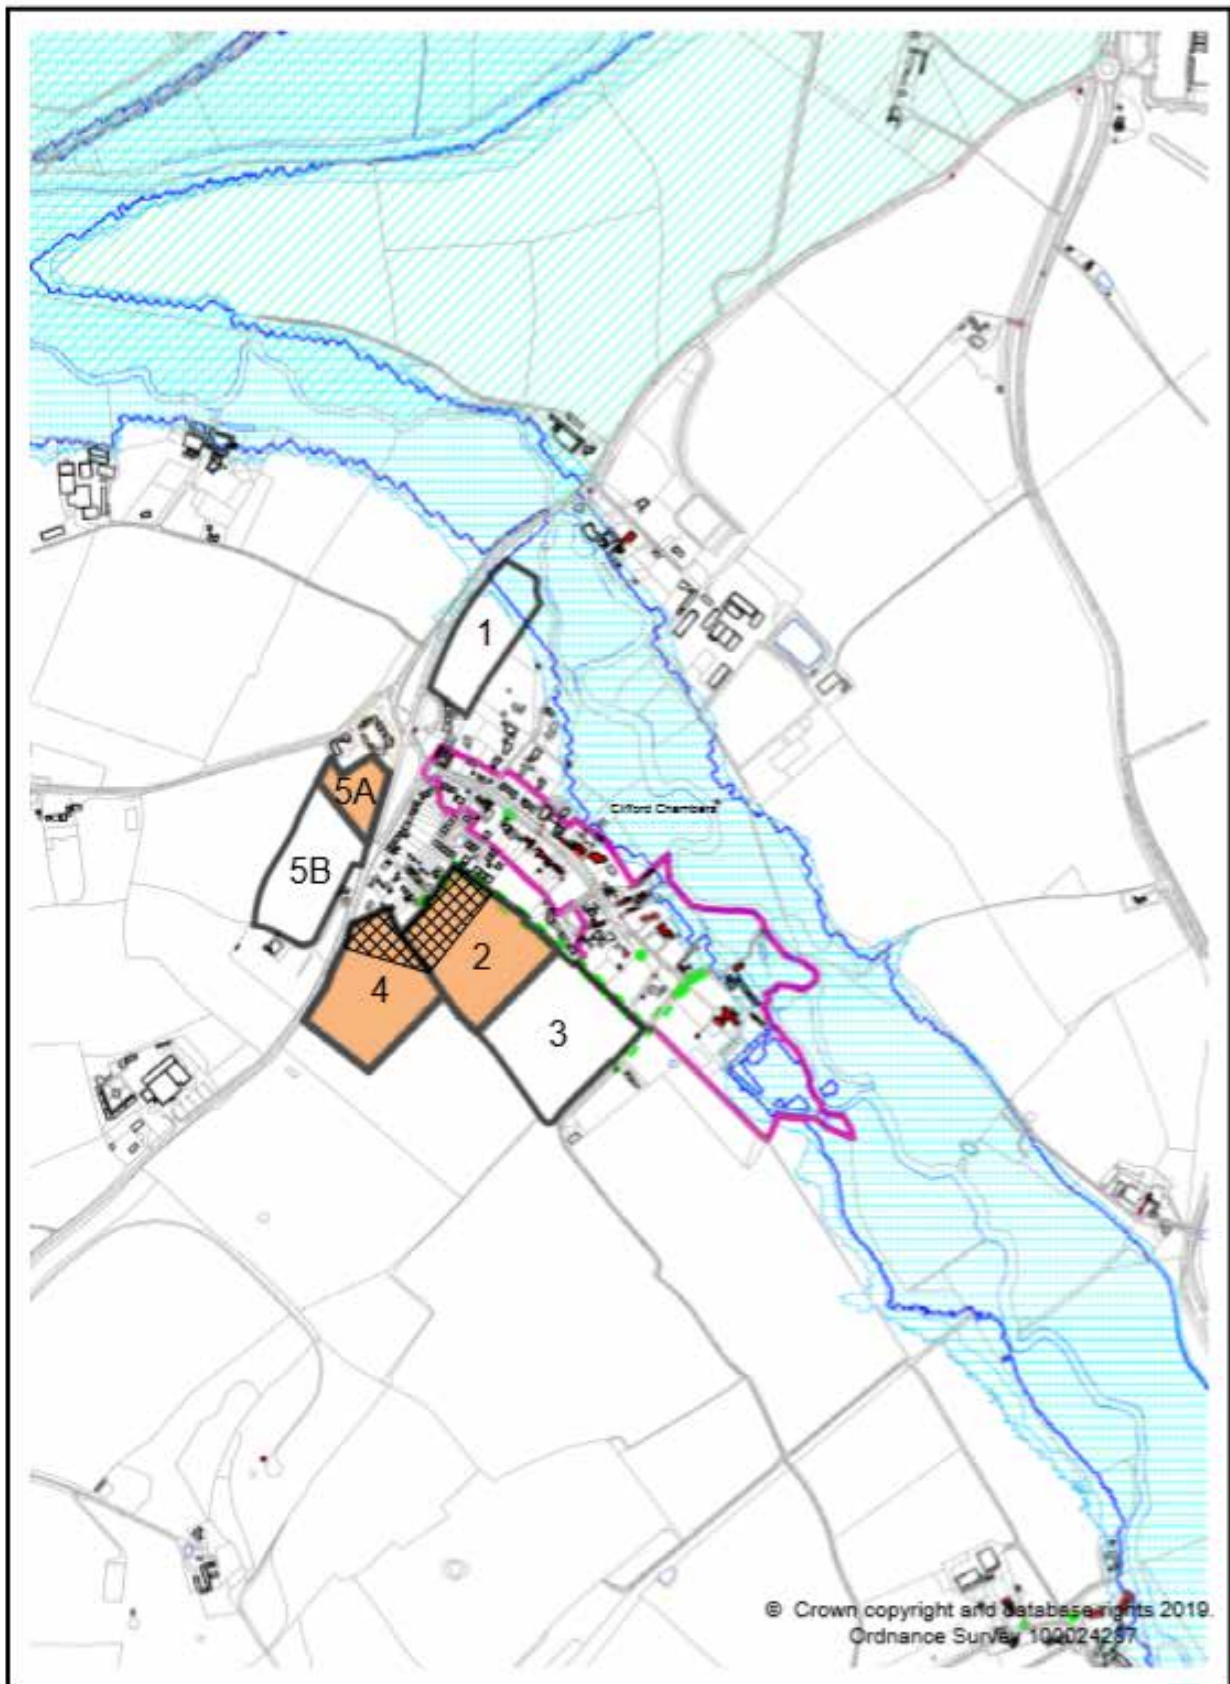 1
5A
Clifford Chambers
5B
2
4
3
© Crown copyright and database rights 2019.
Ordnance Survey 100024287